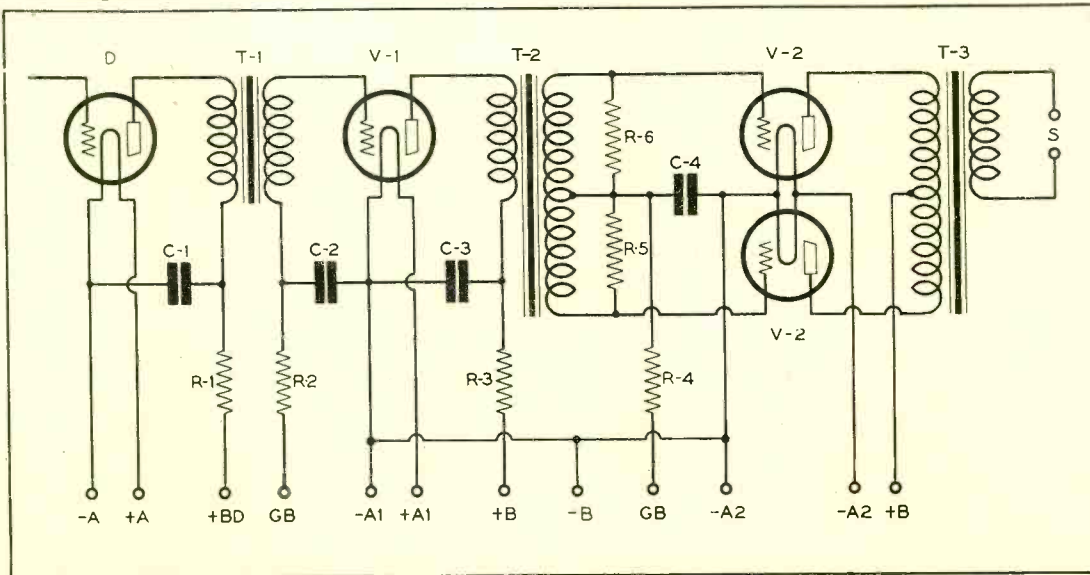 D T-1 V-1 T-2 V-2 T-3
R-6
C-4
S
R-5
C-1 C-2 C-3
V-2
R-1 R-2 R-3 R-4
-A +A +BD GB -A1 +A1 +B -B GB -A2 -A2 +B